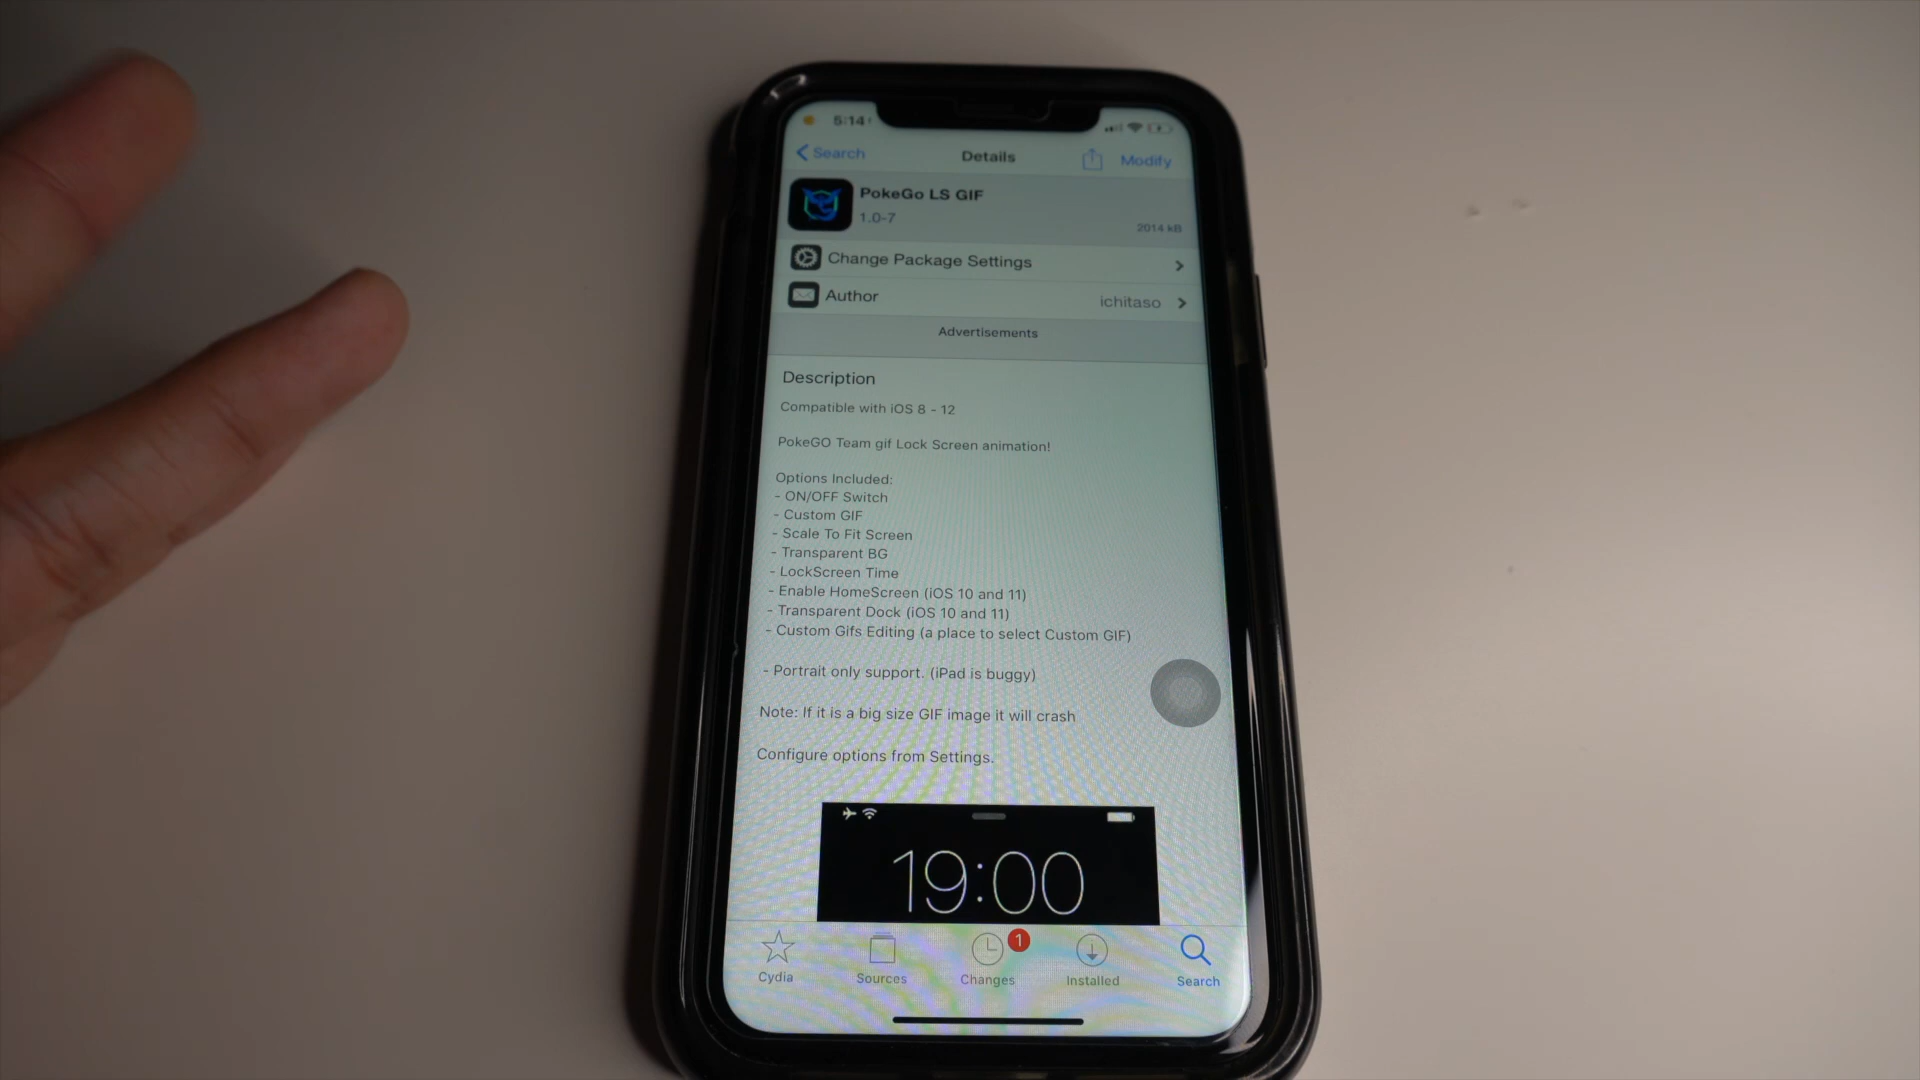 5:14
Search
Details
Modify
PokeGo LS GIF
1.0-7
2014 kB
Change Package Settings
Author
ichitaso
Advertisements
Description
Compatible with iOS 8 - 12
PokeGO Team gif Lock Screen animation!
Options Included:
- ON/OFF Switch
- Custom GIF
- Scale To Fit Screen
- Transparent BG
- LockScreen Time
- Enable HomeScreen (iOS 10 and 11)
- Transparent Dock (iOS 10 and 11)
- Custom Gifs Editing (a place to select Custom GIF)
- Portrait only support. (iPad is buggy)
Note: If it is a big size GIF image it will crash
Configure options from Settings.
19:00
1
Cydia
Sources
Changes
Installed
Search